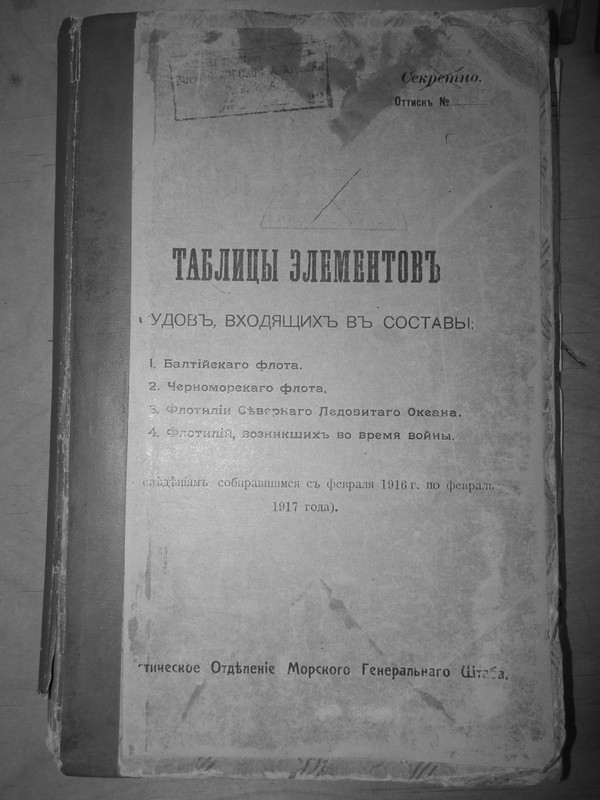 Секретно.
Оттискъ №
ТАБЛИЦЫ ЭЛЕМЕНТОВЪ
УДОВЪ, ВХОДЯЩИХЪ ВЪ СОСТАВЫ:
1. Балтійскаго флота.
2. Черноморскаго флота.
3. Флотиліи Сѣвернаго Ледовитаго Океана.
4. Флотилій, возникшихъ во время войны.
свѣдѣніямъ собиравшимся съ февраля 1916 г. по февраль
1917 года).
тическое Отдѣленіе Морского Генеральнаго Штаба.